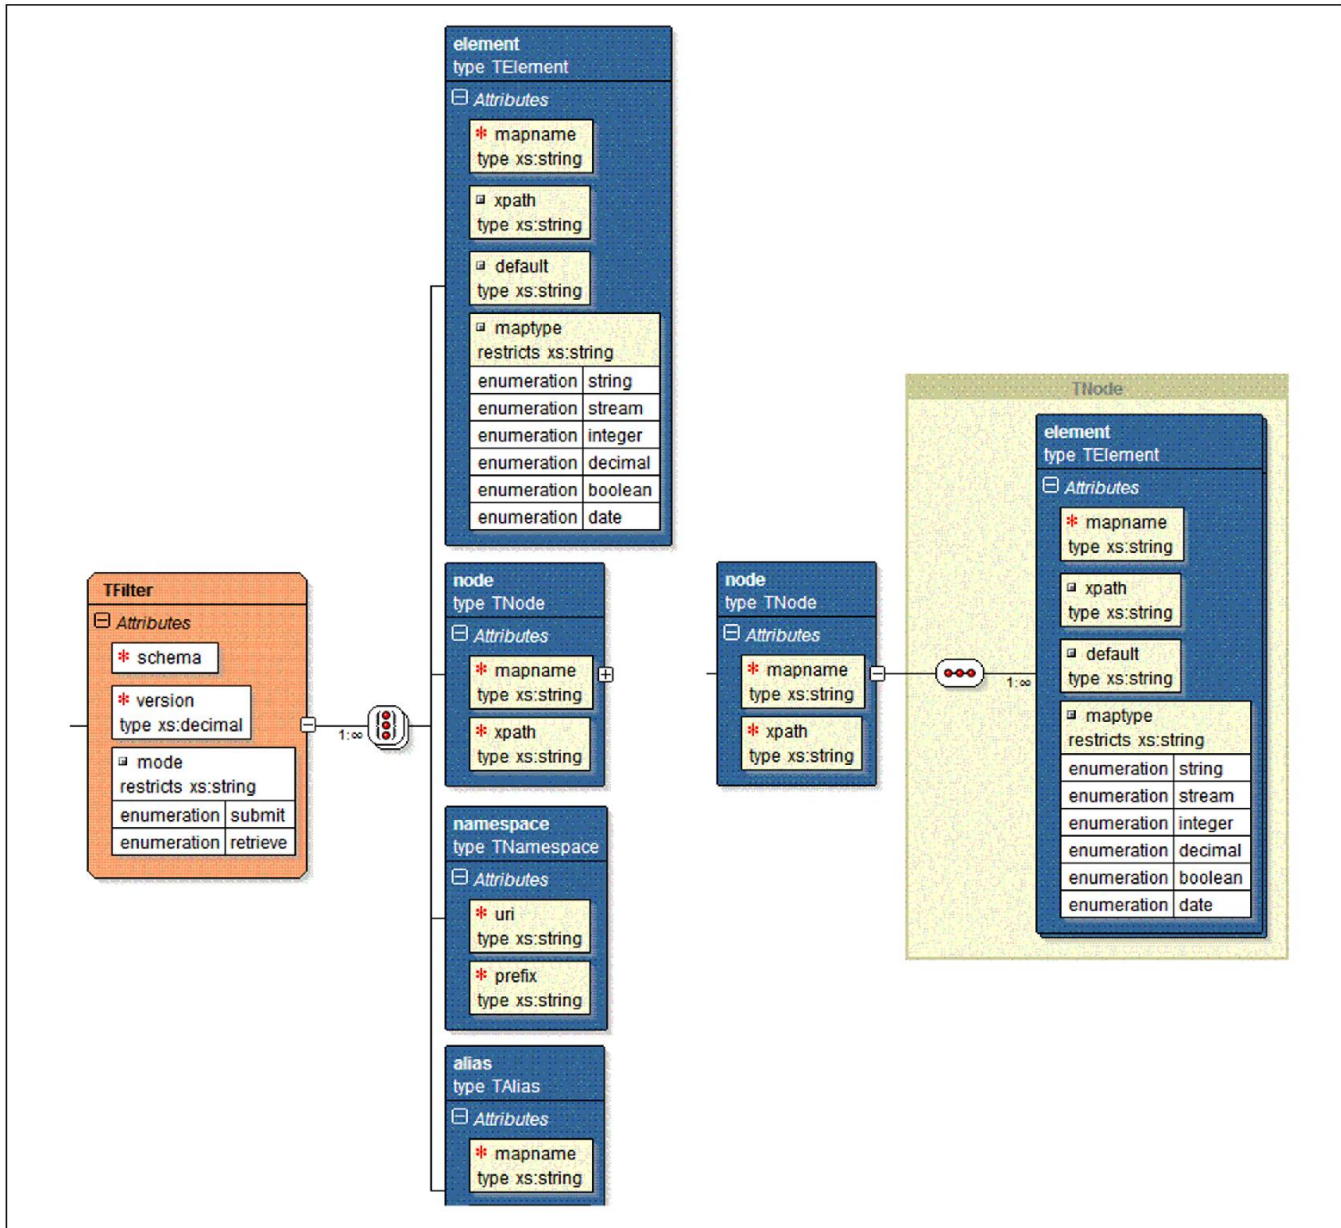 element
type TElement
Attributes
* mapname
type xs:string
xpath
type xs:string
default
type xs:string
maptype
restricts xs:string
enumeration string
enumeration stream
enumeration integer
enumeration decimal
enumeration boolean
enumeration date
TFilter
Attributes
* schema
* version
type xs:decimal
mode
restricts xs:string
enumeration submit
enumeration retrieve
1:∞
node
type TNode
Attributes
* mapname
type xs:string
* xpath
type xs:string
namespace
type TNamespace
Attributes
* uri
type xs:string
* prefix
type xs:string
alias
type TAlias
Attributes
* mapname
type xs:string
node
type TNode
Attributes
* mapname
type xs:string
* xpath
type xs:string
1:∞
TNode
element
type TElement
Attributes
* mapname
type xs:string
xpath
type xs:string
default
type xs:string
maptype
restricts xs:string
enumeration string
enumeration stream
enumeration integer
enumeration decimal
enumeration boolean
enumeration date